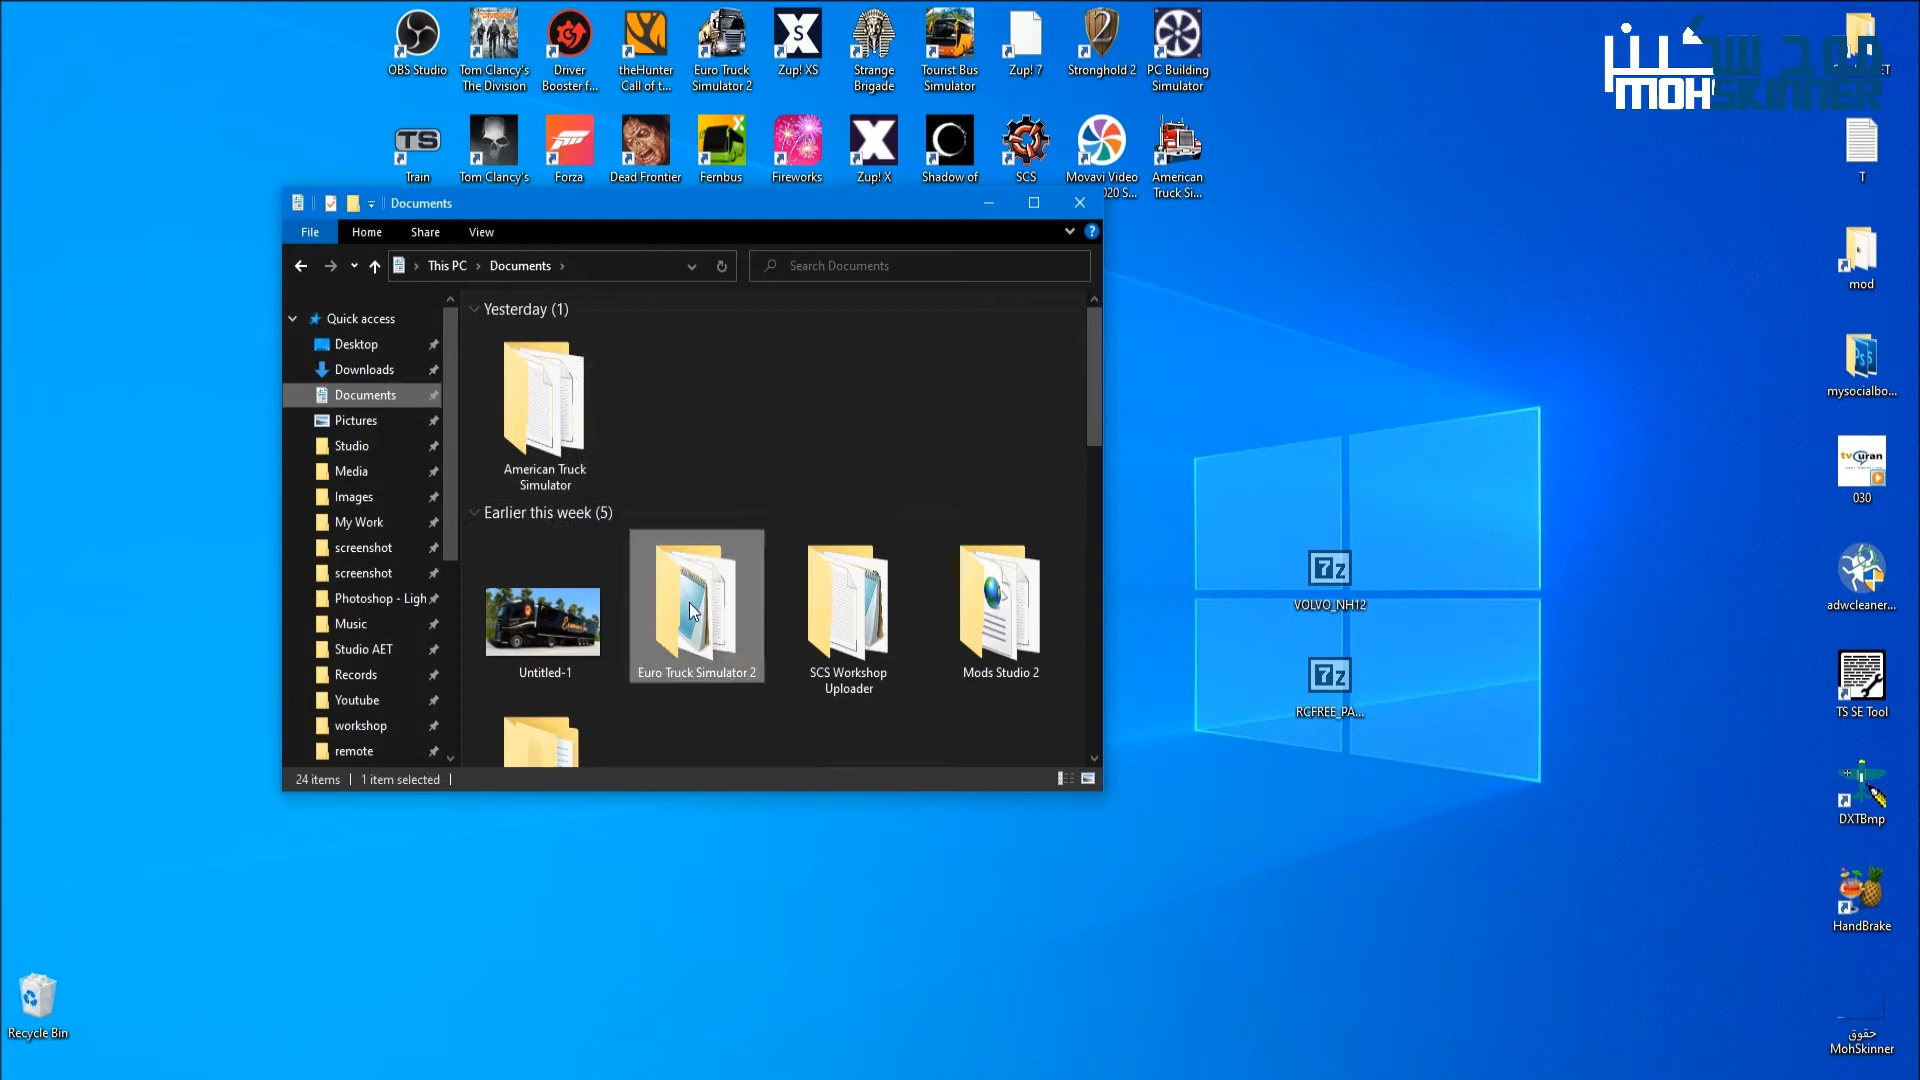 OBS Studio
Tom Clancy's
The Division
Driver
Booster f...
theHunter
Call of t...
Euro Truck
Simulator 2
Zup! XS
Strange
Brigade
Tourist Bus
Simulator
Zup! 7
Stronghold 2
PC Building
Simulator
TS
Train
Tom Clancy's
Forza
Dead Frontier
Fernbus
Fireworks
Zup! X
Shadow of
SCS
Movavi Video
020 S...
American
Truck Si...
MOHSKINNER
T
mod
mysocialbo...
030
adwcleaner...
TS SE Tool
DXTBmp
HandBrake
حقوق
MohSkinner
Documents
File
Home
Share
View
This PC
Documents
Search Documents
Quick access
Desktop
Downloads
Documents
Pictures
Studio
Media
Images
My Work
screenshot
screenshot
Photoshop - Ligh
Music
Studio AET
Records
Youtube
workshop
remote
Yesterday (1)
American Truck
Simulator
Earlier this week (5)
Untitled-1
Euro Truck Simulator 2
SCS Workshop
Uploader
Mods Studio 2
24 items
1 item selected
7z
VOLVO_NH12
7z
RCFREE_PA...
Recycle Bin